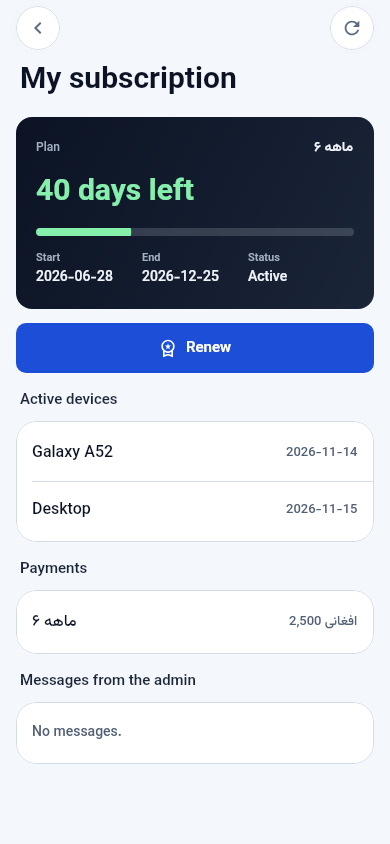 My subscription
Plan
۶ ماهه
40 days left
Start End Status
2026-06-28 2026-12-25 Active
Renew
Active devices
Galaxy A52 2026-11-14
Desktop 2026-11-15
Payments
۶ ماهه 2,500 افغانی
Messages from the admin
No messages.